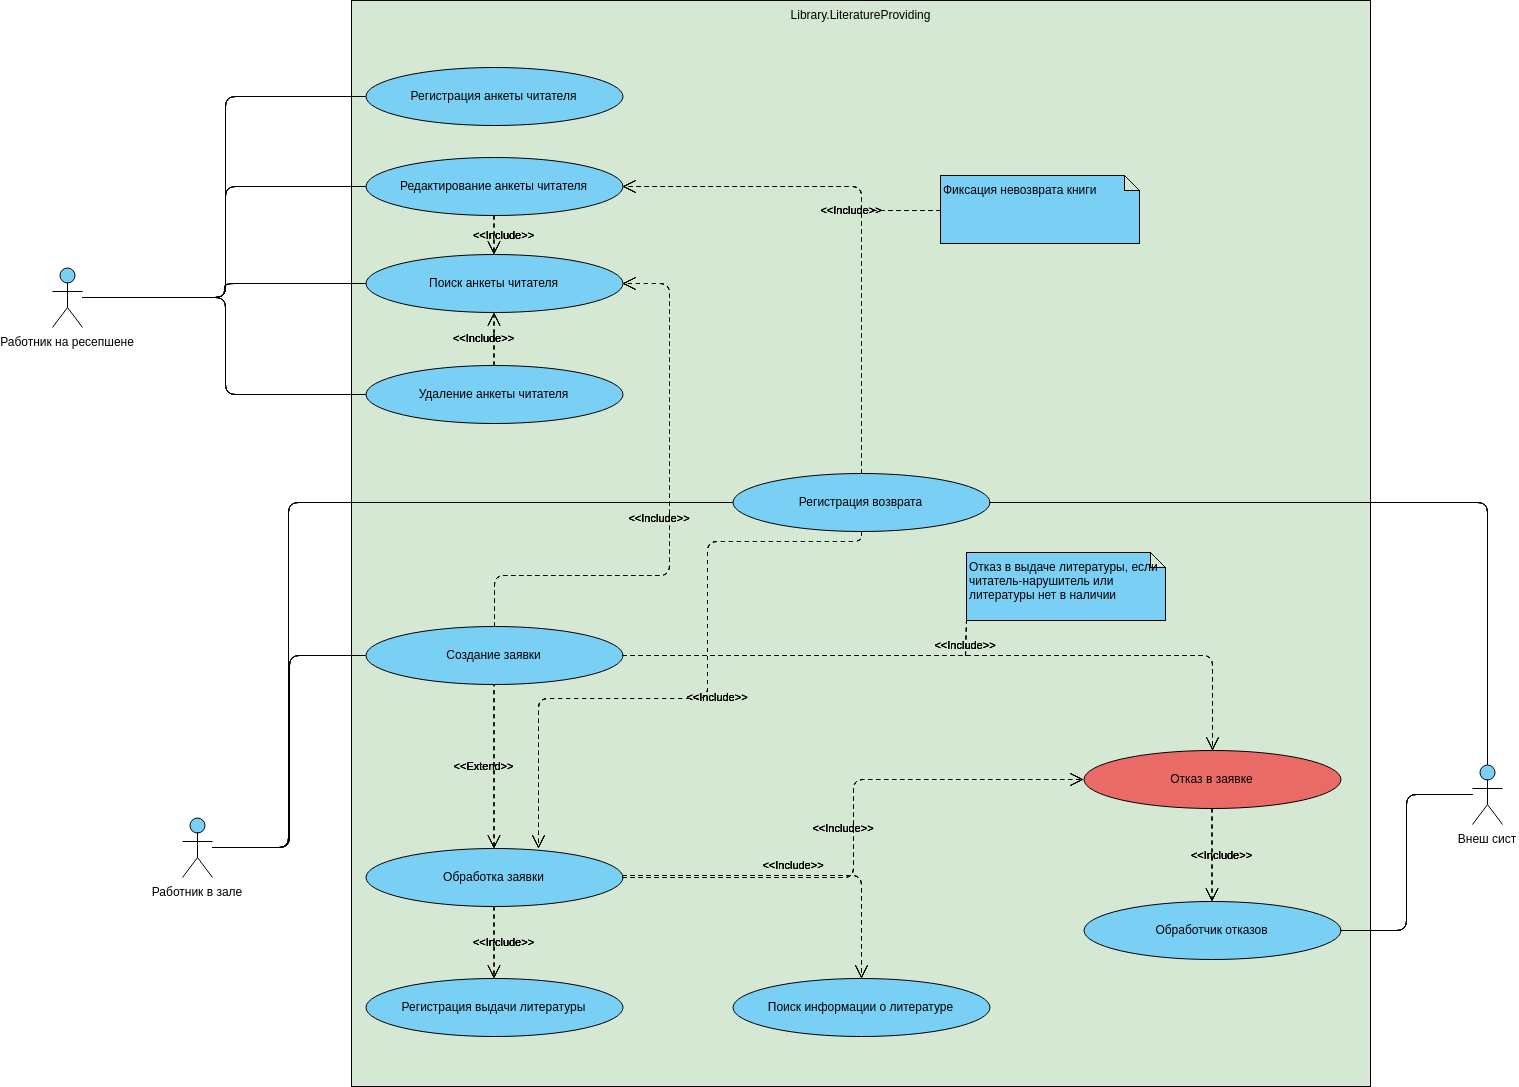 Library.LiteratureProviding
Регистрация анкеты читателя
Редактирование анкеты читателя
Фиксация невозврата книги
<<Include>>
<<Include>>
Поиск анкеты читателя
Работник на ресепшене
<<Include>>
Удаление анкеты читателя
Регистрация возврата
<<Include>>
Отказ в выдаче литературы, если
читатель-нарушитель или
литературы нет в наличии
<<Include>>
Создание заявки
<<Include>>
<<Extend>>
Отказ в заявке
<<Include>>
Внеш сист
<<Include>>
<<Include>>
Обработка заявки
Работник в зале
Обработчик отказов
<<Include>>
Регистрация выдачи литературы
Поиск информации о литературе